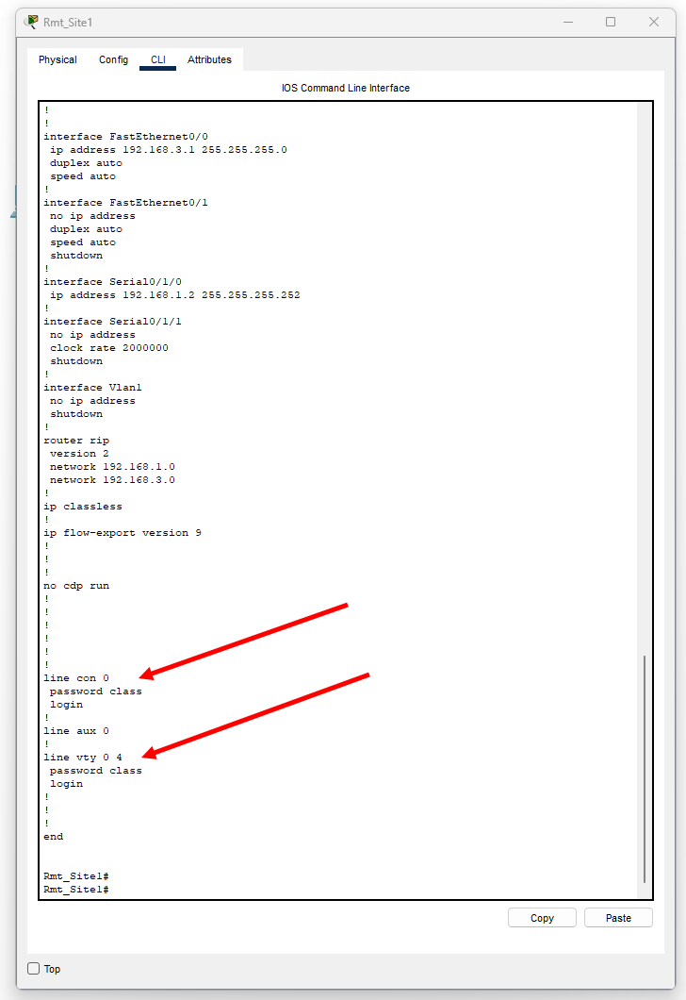 Rmt_Site1
Physical Config CLI Attributes
IOS Command Line Interface
!
!
interface FastEthernet0/0
 ip address 192.168.3.1 255.255.255.0
 duplex auto
 speed auto
!
interface FastEthernet0/1
 no ip address
 duplex auto
 speed auto
 shutdown
!
interface Serial0/1/0
 ip address 192.168.1.2 255.255.255.252
!
interface Serial0/1/1
 no ip address
 clock rate 2000000
 shutdown
!
interface Vlan1
 no ip address
 shutdown
!
router rip
 version 2
 network 192.168.1.0
 network 192.168.3.0
!
ip classless
!
ip flow-export version 9
!
!
!
no cdp run
!
!
!
!
!
!
line con 0
 password class
 login
!
line aux 0
!
line vty 0 4
 password class
 login
!
!
!
end
Rmt_Site1#
Rmt_Site1#
Copy Paste
Top